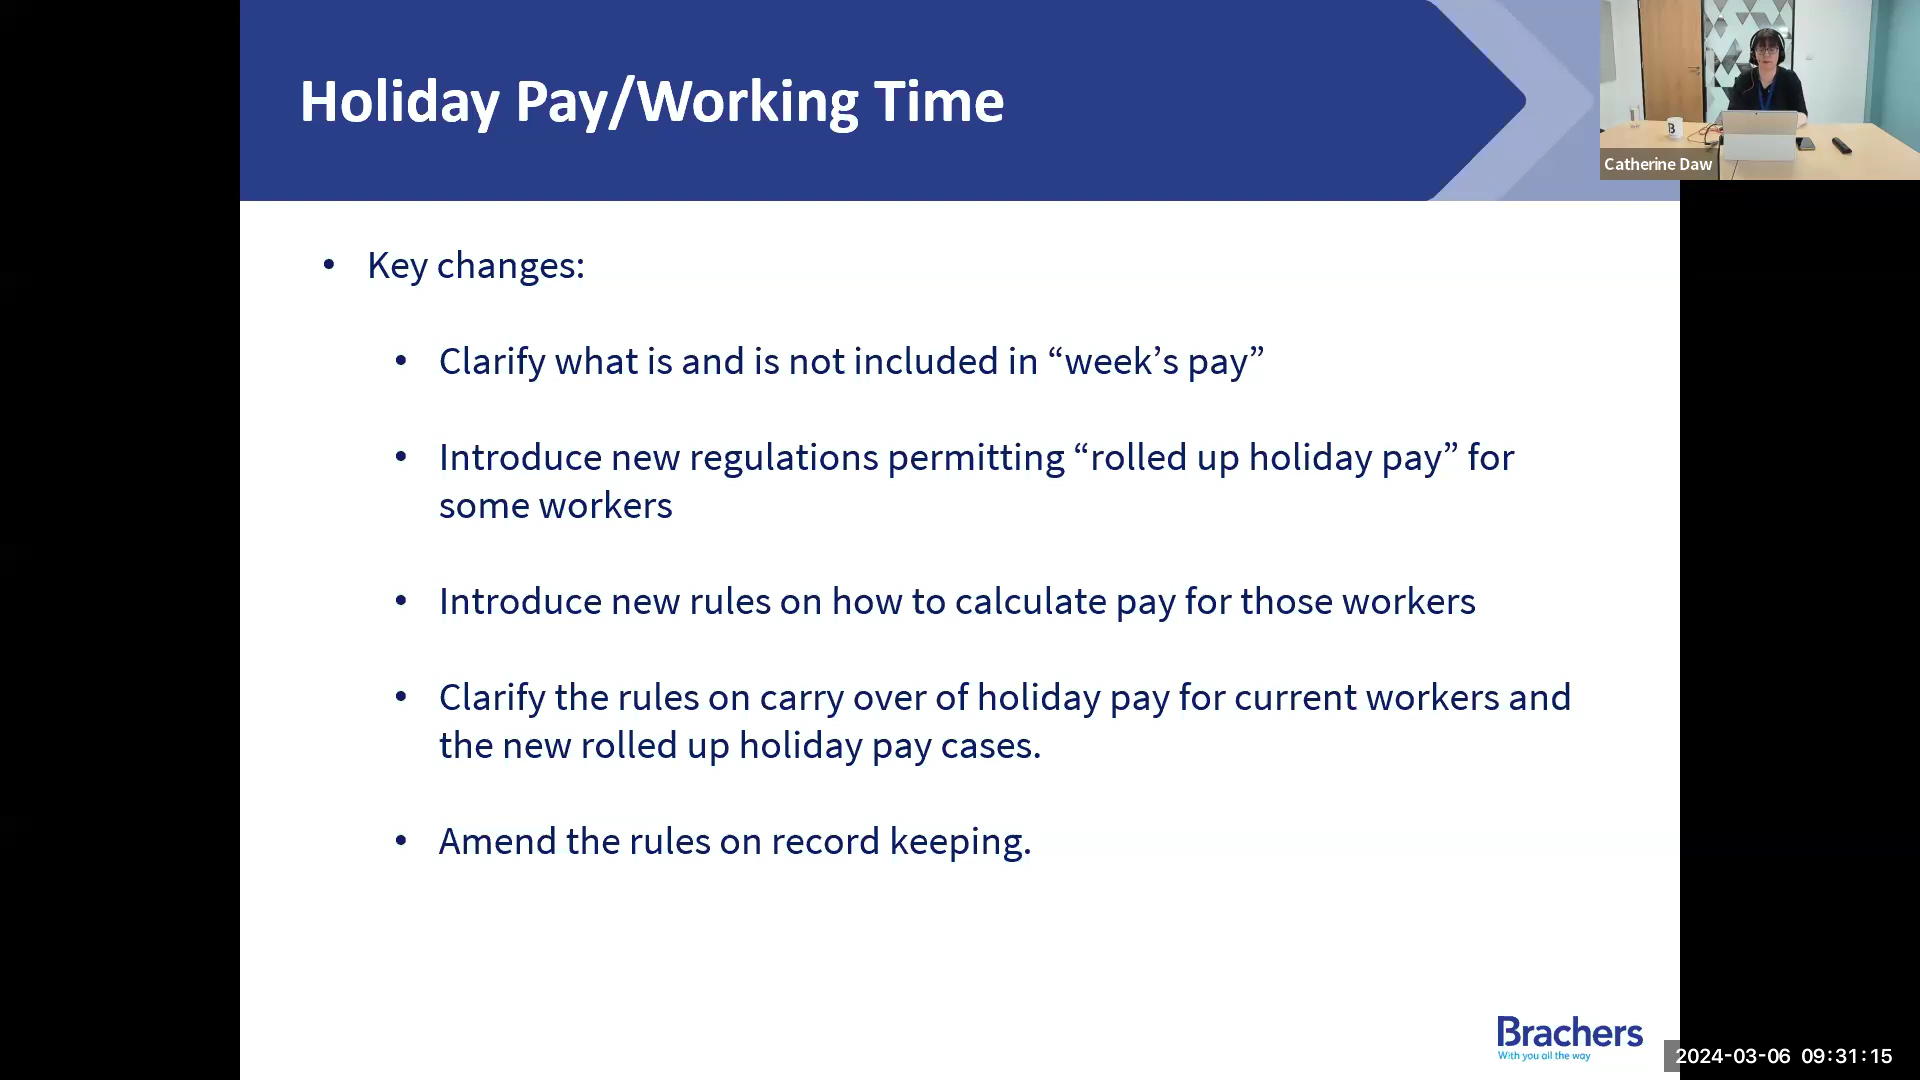 Holiday Pay/Working Time
B
Catherine Daw
• Key changes:
• Clarify what is and is not included in “week’s pay”
• Introduce new regulations permitting “rolled up holiday pay” for
some workers
• Introduce new rules on how to calculate pay for those workers
• Clarify the rules on carry over of holiday pay for current workers and
the new rolled up holiday pay cases.
• Amend the rules on record keeping.
Brachers
With you all the way
2024-03-06 09:31:15